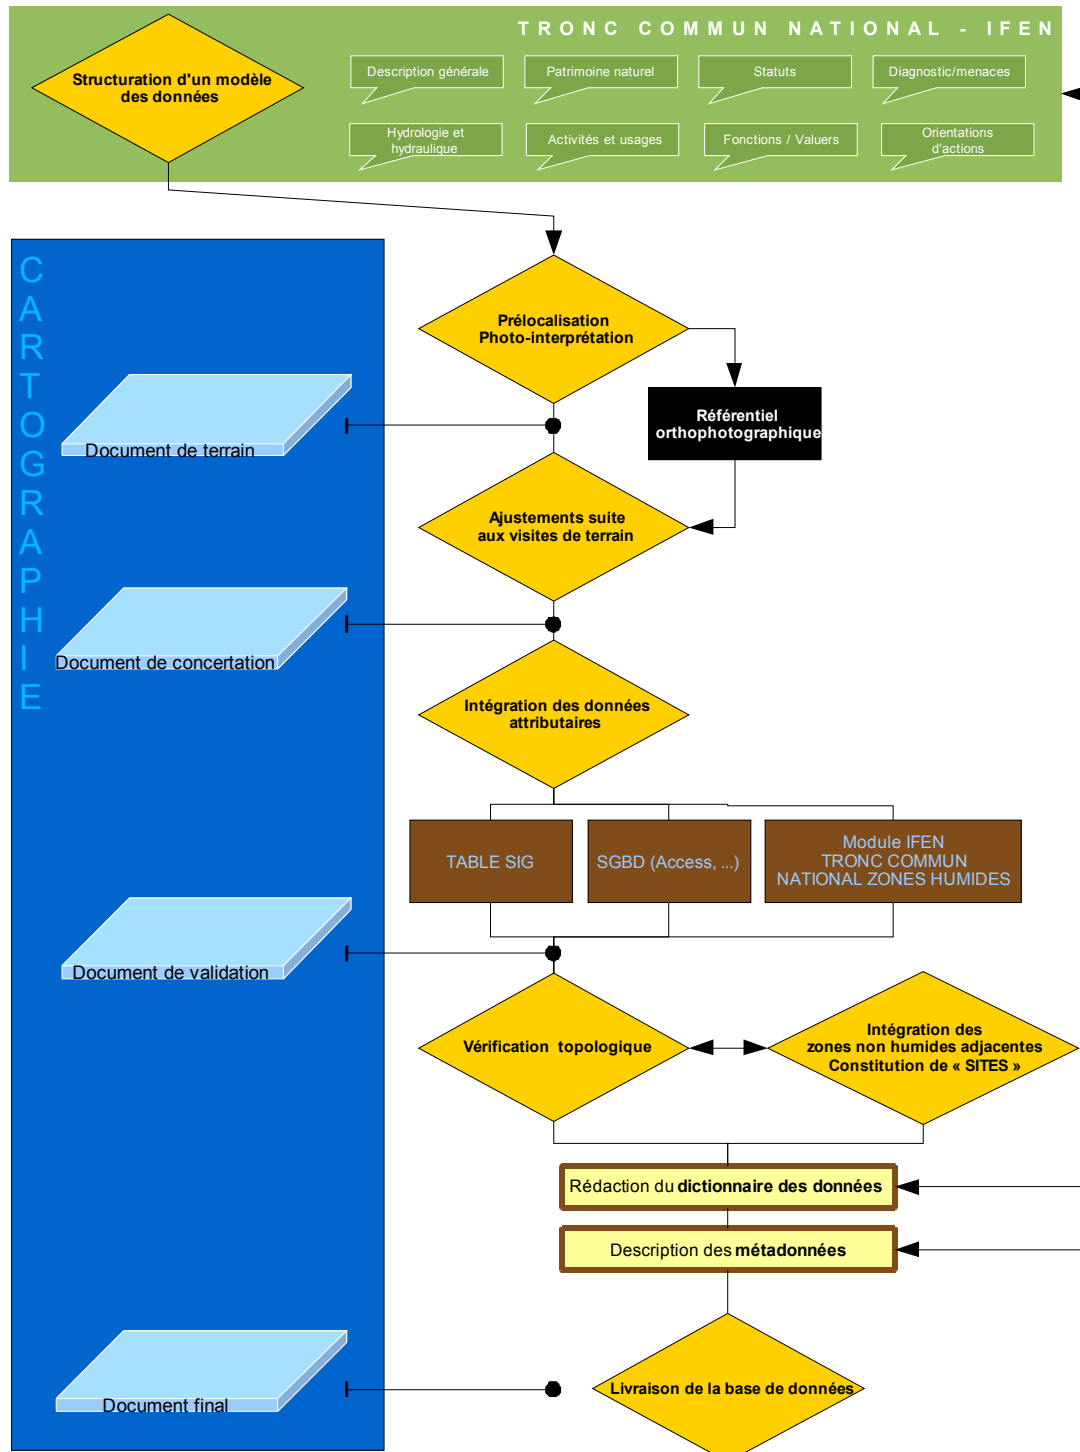 TRONC COMMUN NATIONAL - IFEN
Structuration d'un modèle
des données
Description générale
Patrimoine naturel
Statuts
Diagnostic/menaces
Hydrologie et
hydraulique
Activités et usages
Fonctions / Valuers
Orientations
d'actions
CARTOGRAPHIE
Prélocalisation
Photo-interprétation
Référentiel
orthophotographique
Document de terrain
Ajustements suite
aux visites de terrain
Document de concertation
Intégration des données
attributaires
TABLE SIG
SGBD (Access, ...)
Module IFEN
TRONC COMMUN
NATIONAL ZONES HUMIDES
Document de validation
Vérification topologique
Intégration des
zones non humides adjacentes
Constitution de « SITES »
Rédaction du dictionnaire des données
Description des métadonnées
Livraison de la base de données
Document final